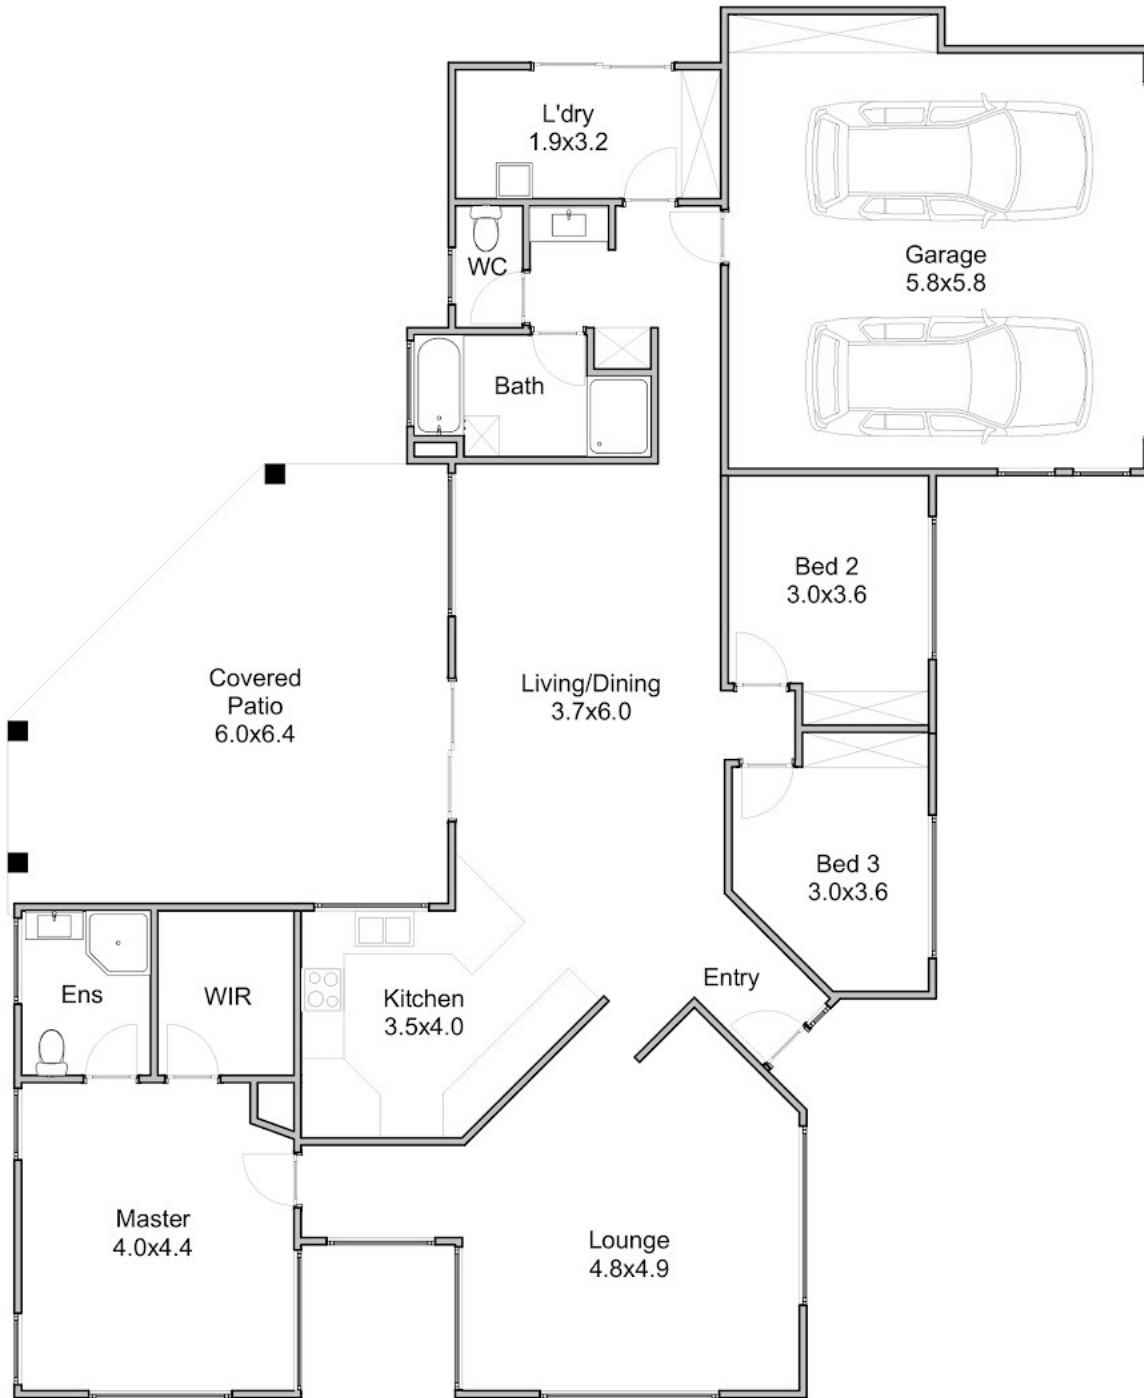 L'dry
1.9x3.2
WC
Garage
5.8x5.8
Bath
Bed 2
3.0x3.6
Covered
Patio
6.0x6.4
Living/Dining
3.7x6.0
Bed 3
3.0x3.6
Ens
WIR
Kitchen
3.5x4.0
Entry
Master
4.0x4.4
Lounge
4.8x4.9